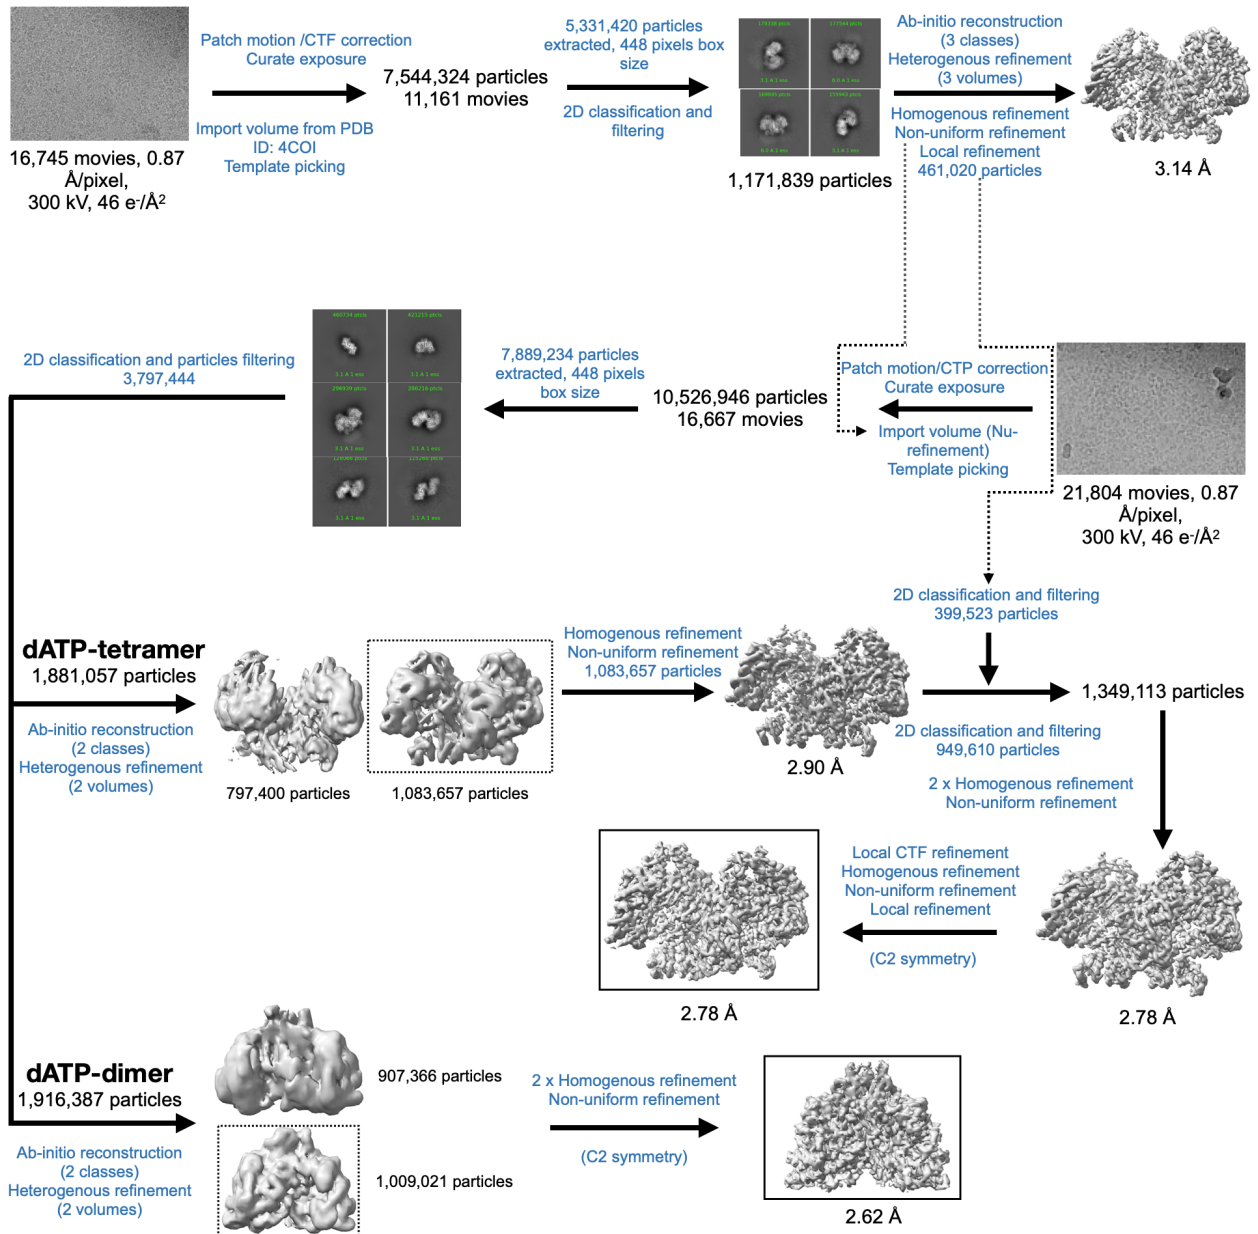 Patch motion /CTF correction
Curate exposure
Import volume from PDB
ID: 4COI
Template picking
16,745 movies, 0.87
Å/pixel,
300 kV, 46 e-/Å2
7,544,324 particles
11,161 movies
5,331,420 particles
extracted, 448 pixels box
size
2D classification and
filtering
1,171,839 particles
Ab-initio reconstruction
(3 classes)
Heterogenous refinement
(3 volumes)
Homogenous refinement
Non-uniform refinement
Local refinement
461,020 particles
3.14 Å
Patch motion/CTP correction
Curate exposure
Import volume (Nu-
refinement)
Template picking
21,804 movies, 0.87
Å/pixel,
300 kV, 46 e-/Å2
10,526,946 particles
16,667 movies
7,889,234 particles
extracted, 448 pixels
box size
2D classification and particles filtering
3,797,444
2D classification and filtering
399,523 particles
dATP-tetramer
1,881,057 particles
Ab-initio reconstruction
(2 classes)
Heterogenous refinement
(2 volumes)
797,400 particles
1,083,657 particles
Homogenous refinement
Non-uniform refinement
1,083,657 particles
2.90 Å
2D classification and filtering
949,610 particles
2 x Homogenous refinement
Non-uniform refinement
1,349,113 particles
2.78 Å
Local CTF refinement
Homogenous refinement
Non-uniform refinement
Local refinement
(C2 symmetry)
2.78 Å
dATP-dimer
1,916,387 particles
Ab-initio reconstruction
(2 classes)
Heterogenous refinement
(2 volumes)
907,366 particles
1,009,021 particles
2 x Homogenous refinement
Non-uniform refinement
(C2 symmetry)
2.62 Å